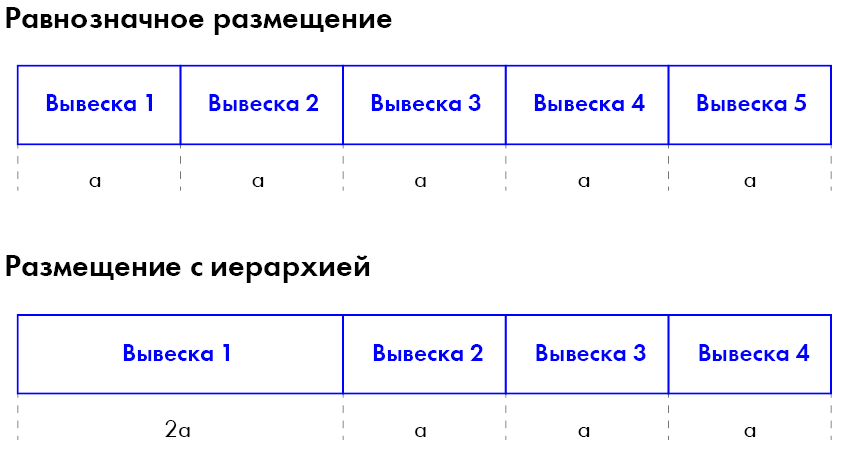 Равнозначное размещение
Вывеска 1 Вывеска 2 Вывеска 3 Вывеска 4 Вывеска 5
a a a a a
Размещение с иерархией
Вывеска 1 Вывеска 2 Вывеска 3 Вывеска 4
2a a a a